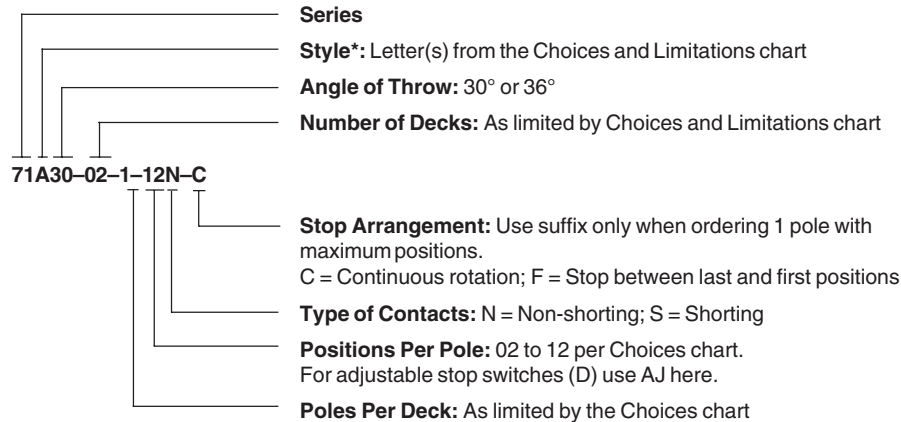 Series
Style*: Letter(s) from the Choices and Limitations chart
Angle of Throw: 30° or 36°
Number of Decks: As limited by Choices and Limitations chart
71A30–02–1–12N–C
Stop Arrangement: Use suffix only when ordering 1 pole with
maximum positions.
C = Continuous rotation; F = Stop between last and first positions
Type of Contacts: N = Non-shorting; S = Shorting
Positions Per Pole: 02 to 12 per Choices chart.
For adjustable stop switches (D) use AJ here.
Poles Per Deck: As limited by the Choices chart